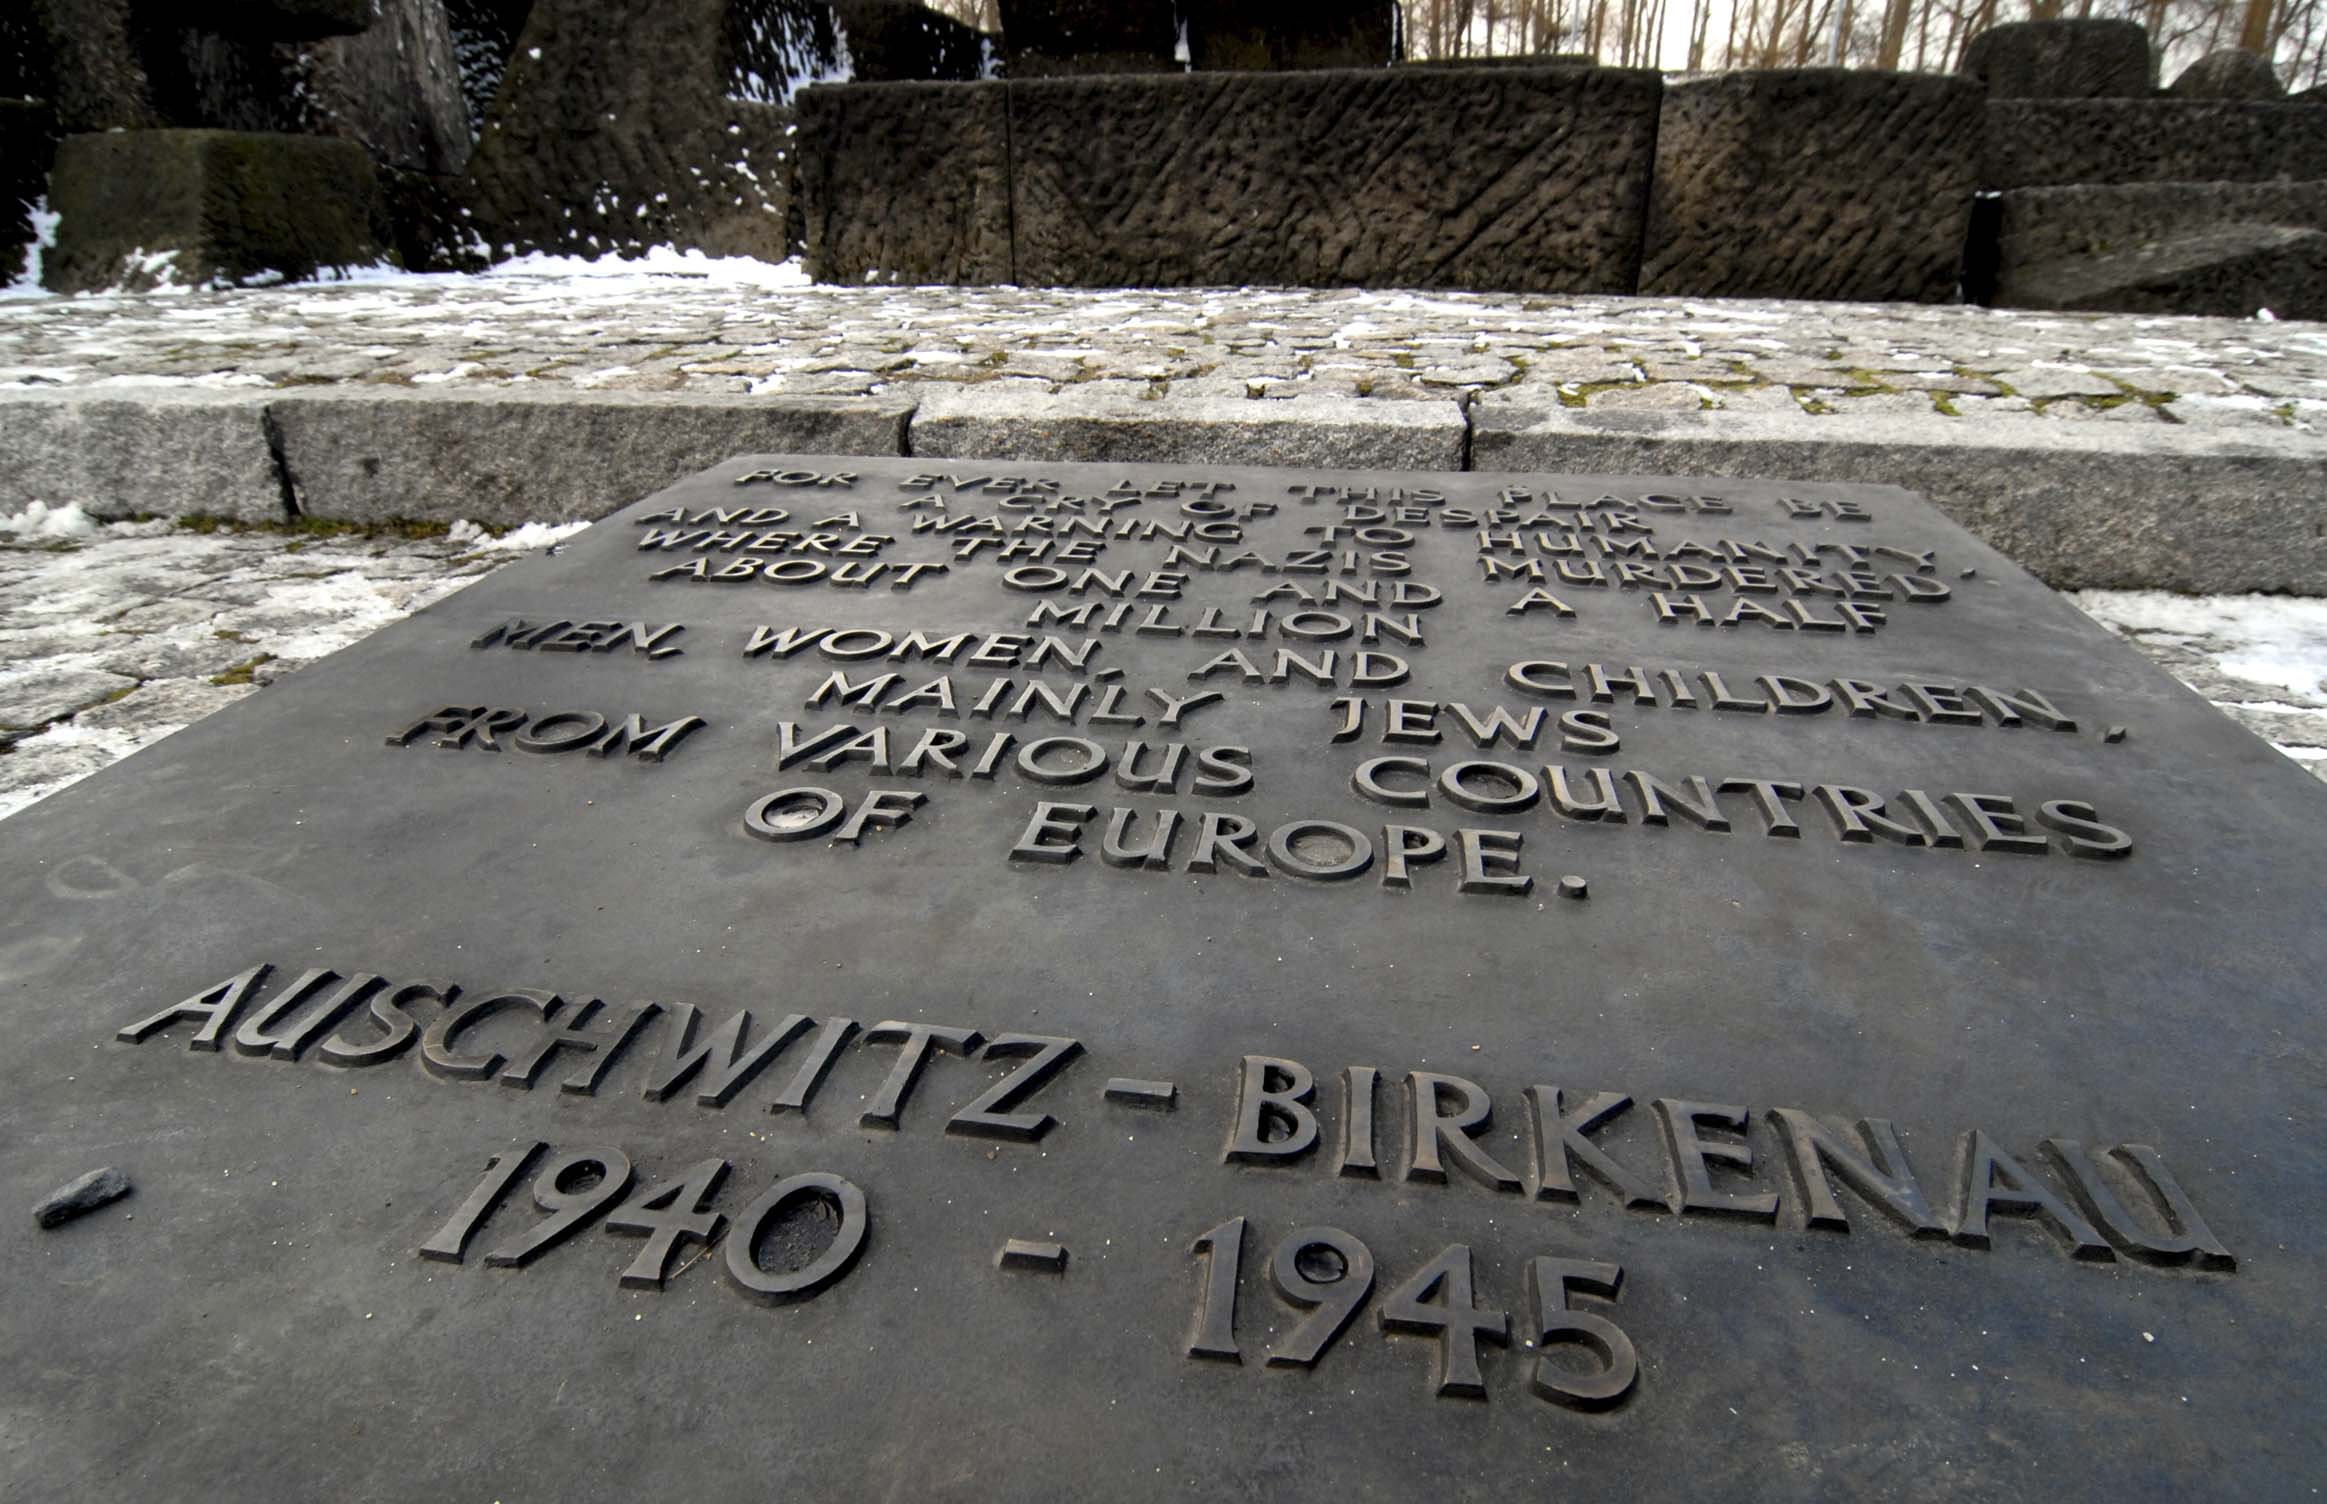 FOR EVER LET THIS PLACE BE
A CRY OF DESPAIR
AND A WARNING TO HUMANITY,
WHERE THE NAZIS MURDERED
ABOUT ONE AND A HALF
MILLION
MEN, WOMEN, AND CHILDREN,
MAINLY JEWS
FROM VARIOUS COUNTRIES
OF EUROPE.
AUSCHWITZ - BIRKENAU
1940 - 1945